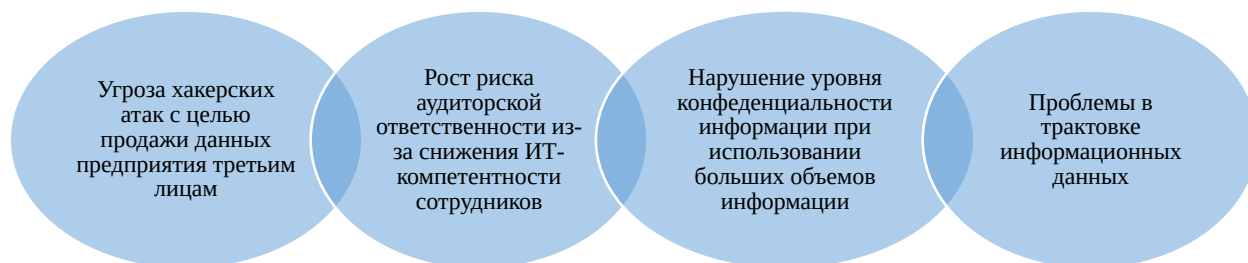 Угроза хакерских
атак с целью
продажи данных
предприятия третьим
лицам
Рост риска
аудиторской
ответственности из-
за снижения ИТ-
компетентности
сотрудников
Нарушение уровня
конфеденциальности
информации при
использовании
больших объемов
информации
Проблемы в
трактовке
информационных
данных